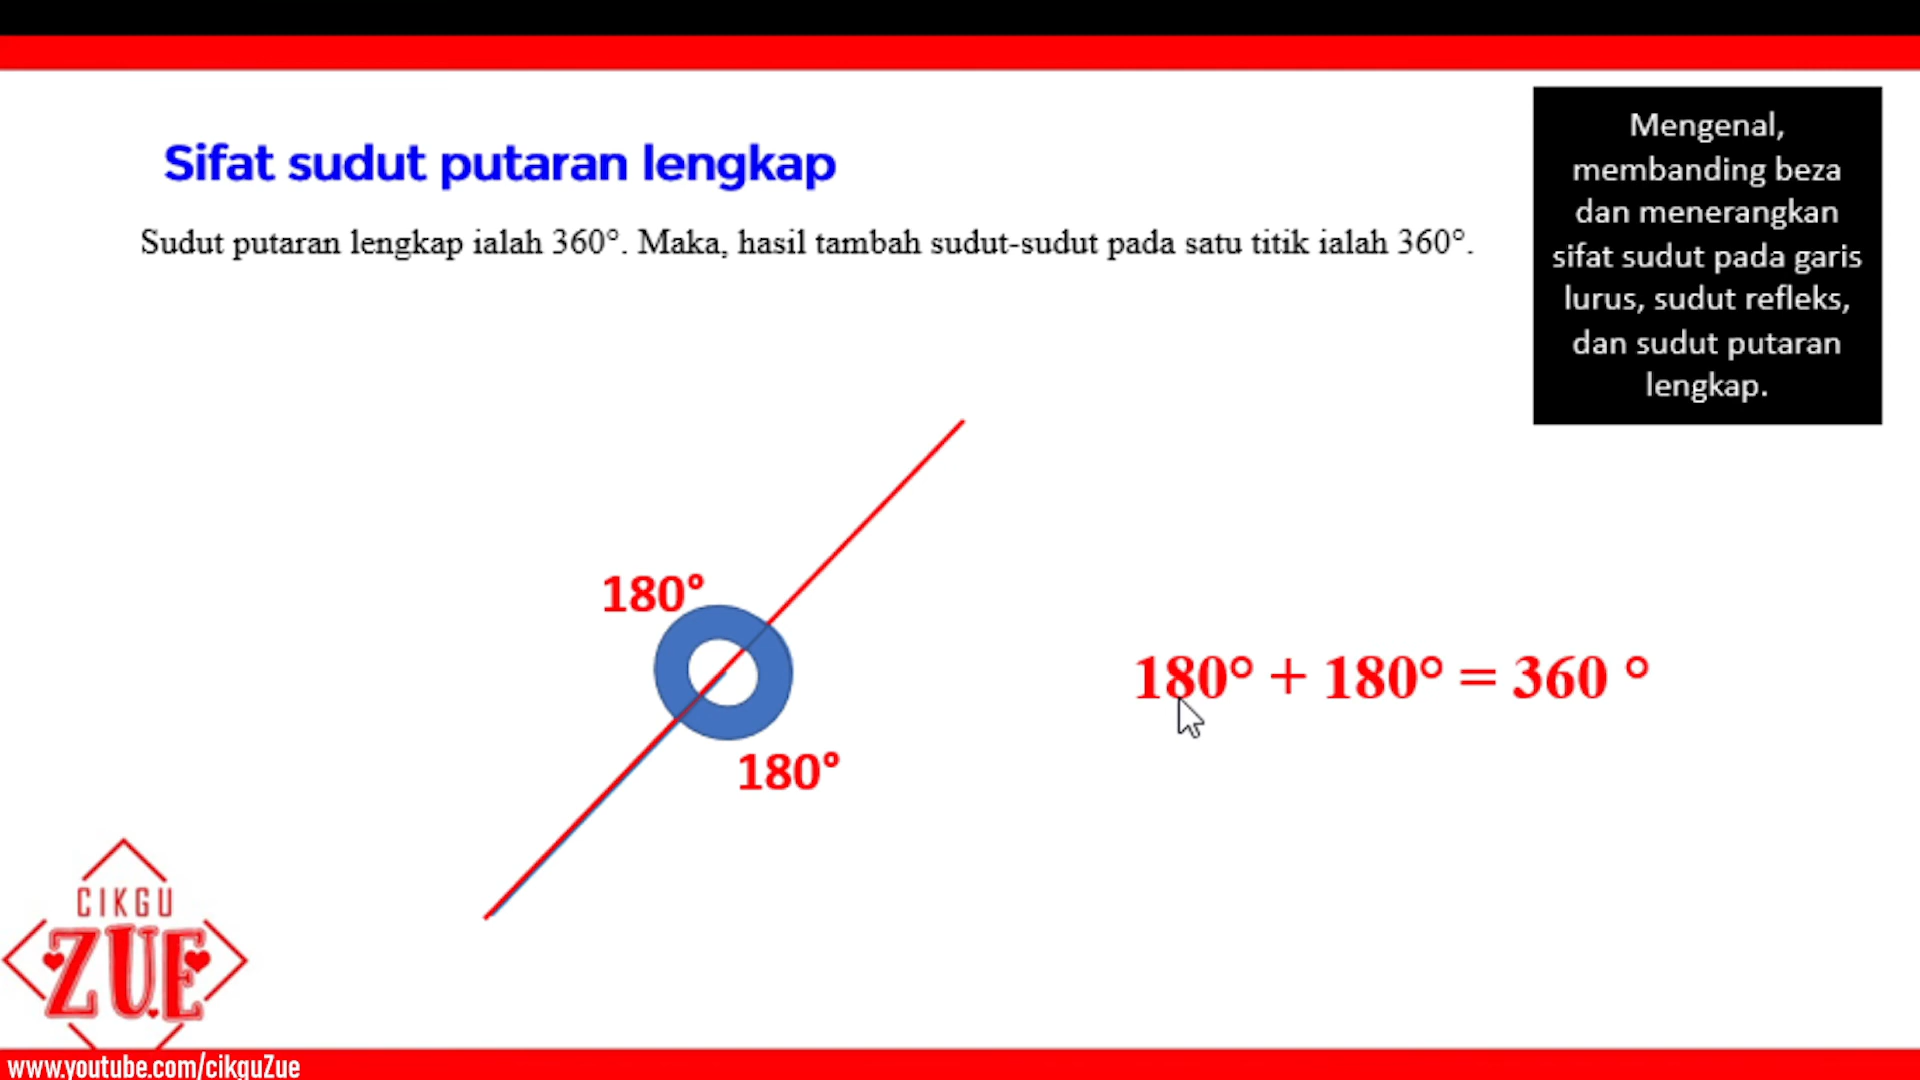 Sifat sudut putaran lengkap
Sudut putaran lengkap ialah 360°. Maka, hasil tambah sudut-sudut pada satu titik ialah 360°.
Mengenal,
membanding beza
dan menerangkan
sifat sudut pada garis
lurus, sudut refleks,
dan sudut putaran
lengkap.
180°
180° + 180° = 360 °
180°
CIKGU
ZUE
www.youtube.com/cikguZue